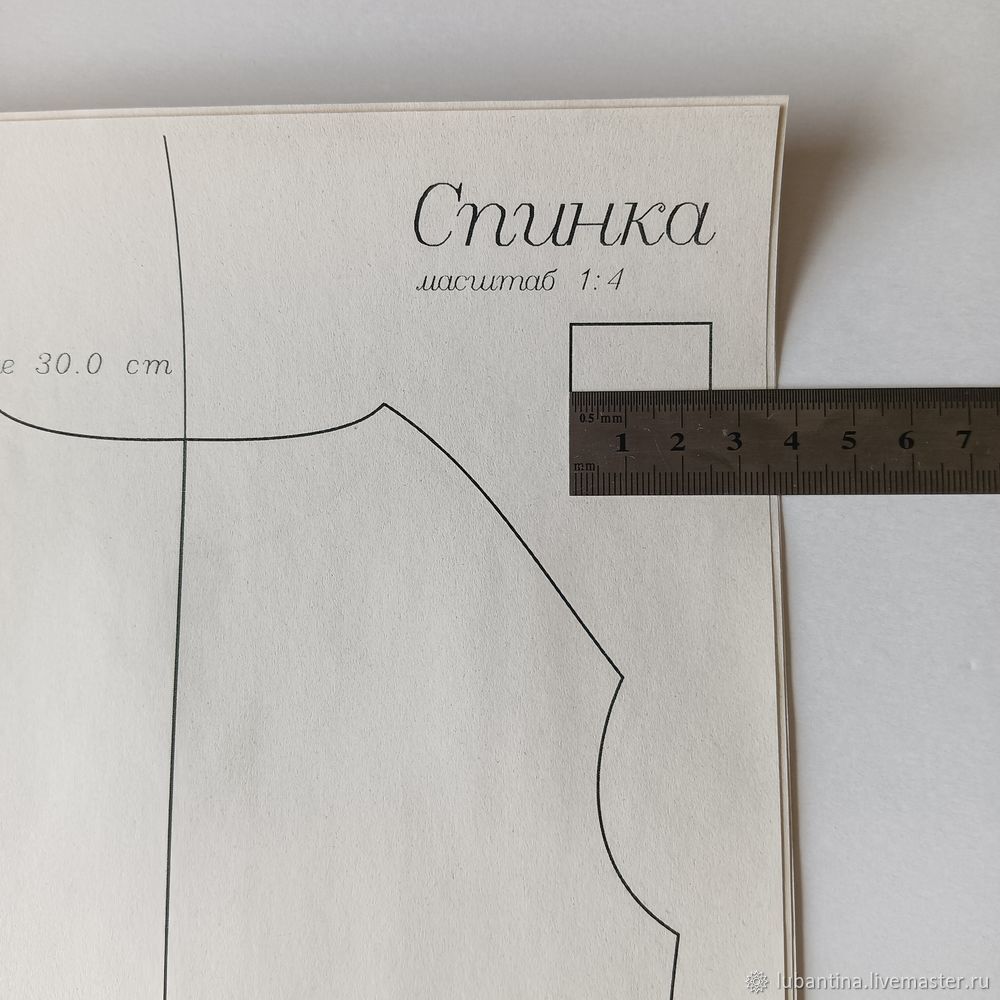 Спинка
масштаб 1:4
е 30.0 cm
0.5 mm
1 2 3 4 5 6 7
mm
lubantina.livemaster.ru